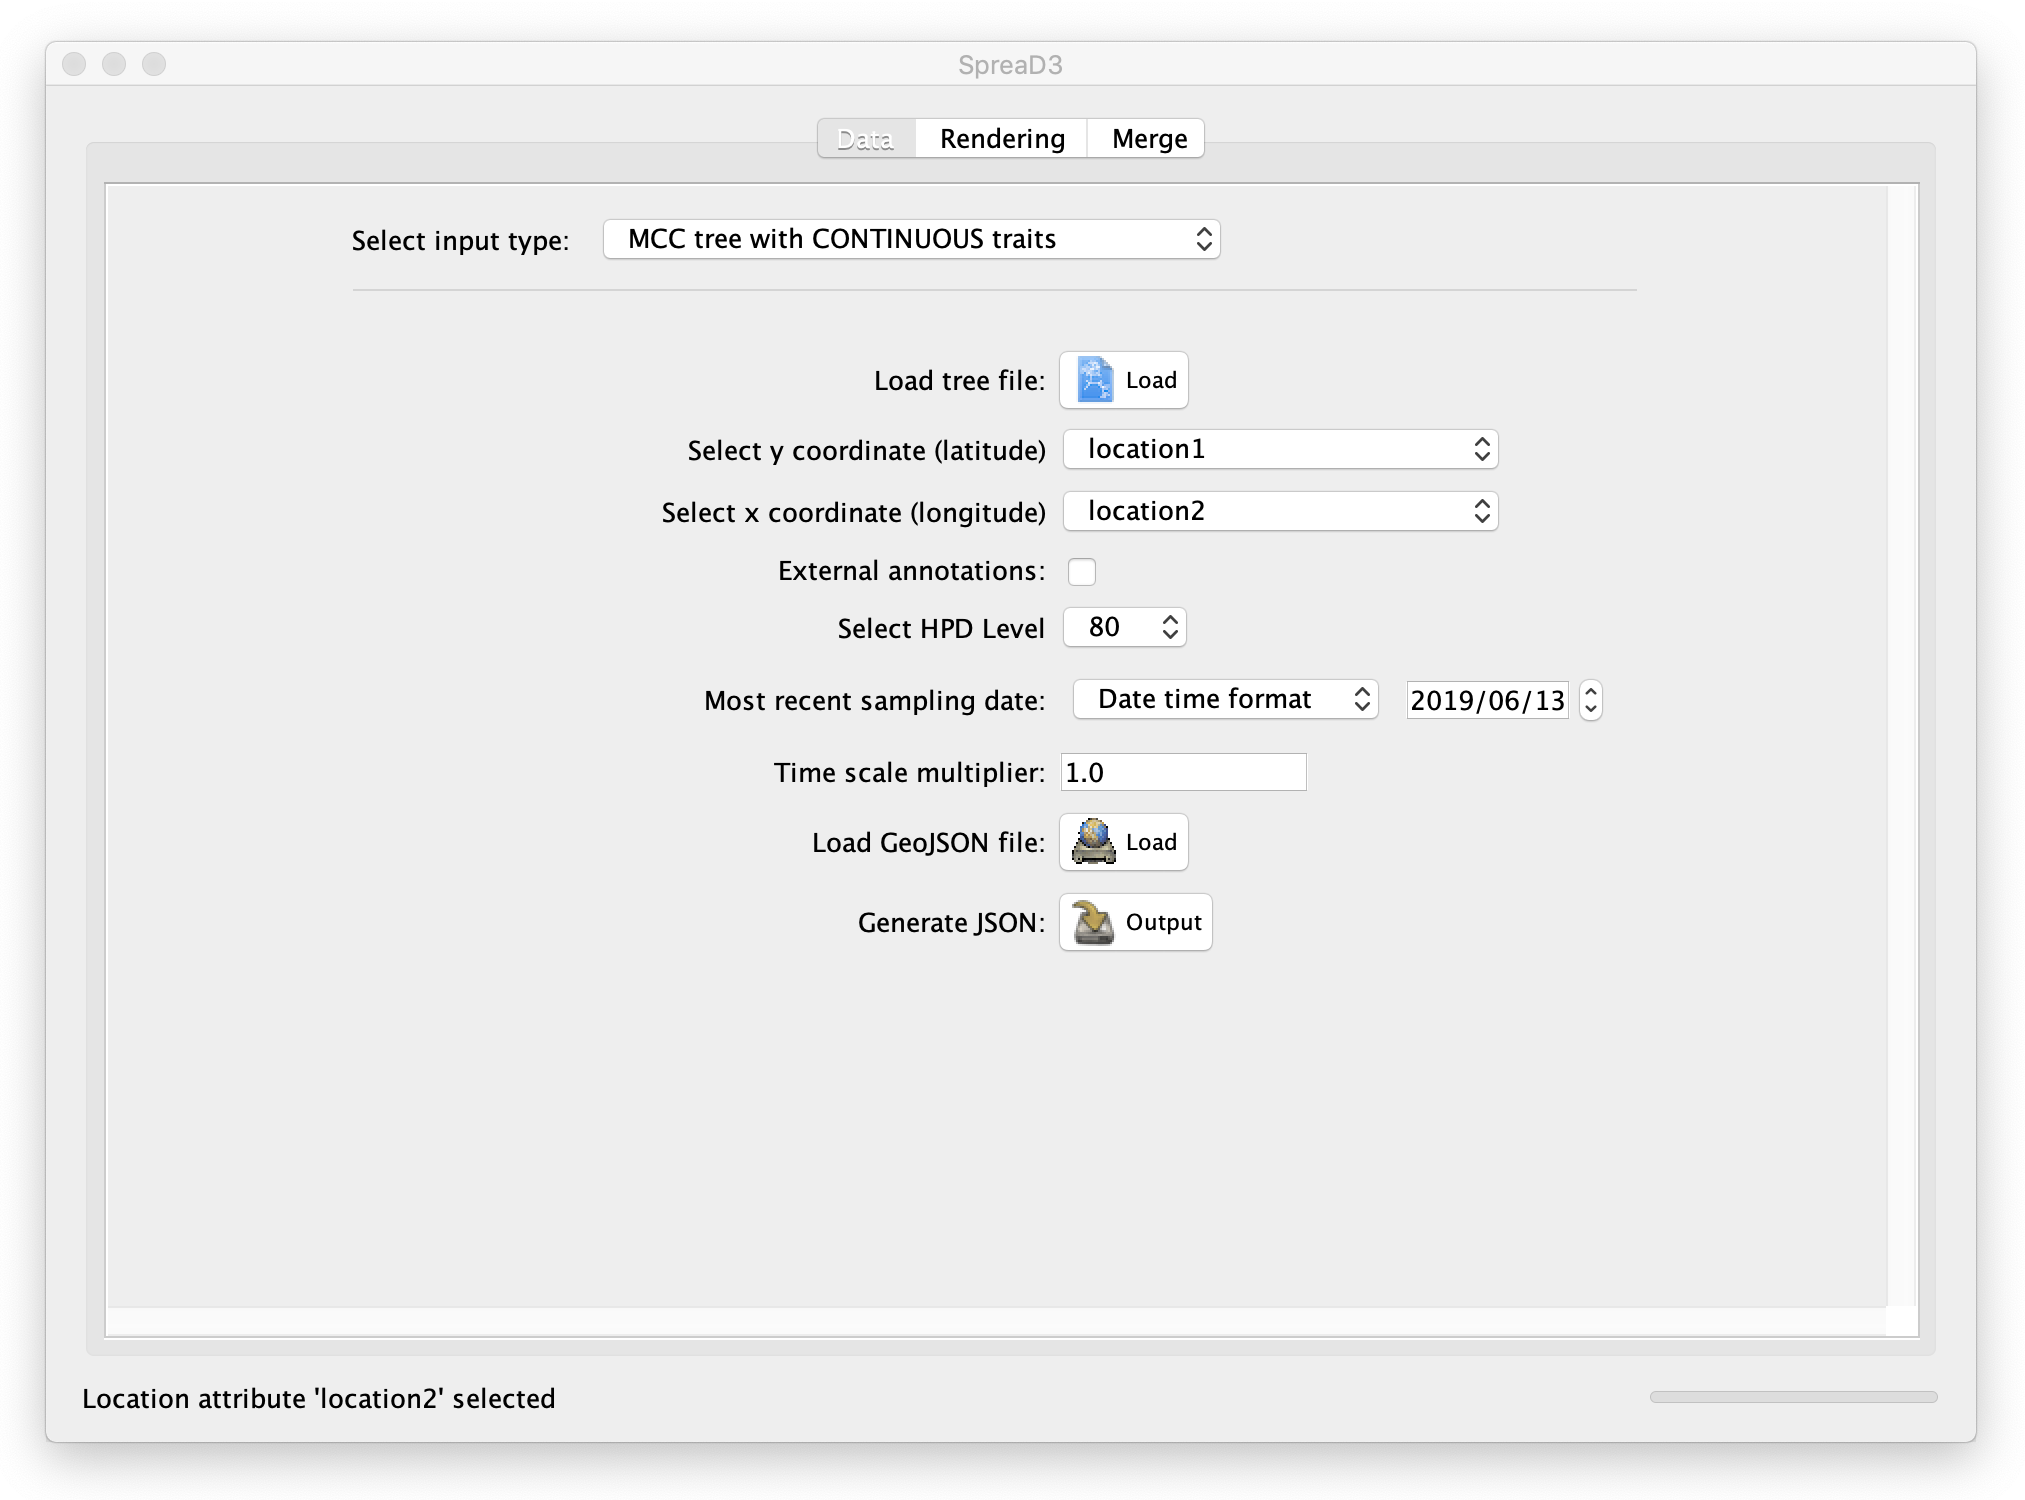 SpreaD3
Data Rendering Merge
Select input type: MCC tree with CONTINUOUS traits
Load tree file: Load
Select y coordinate (latitude) location1
Select x coordinate (longitude) location2
External annotations:
Select HPD Level 80
Most recent sampling date: Date time format 2019/06/13
Time scale multiplier: 1.0
Load GeoJSON file: Load
Generate JSON: Output
Location attribute 'location2' selected